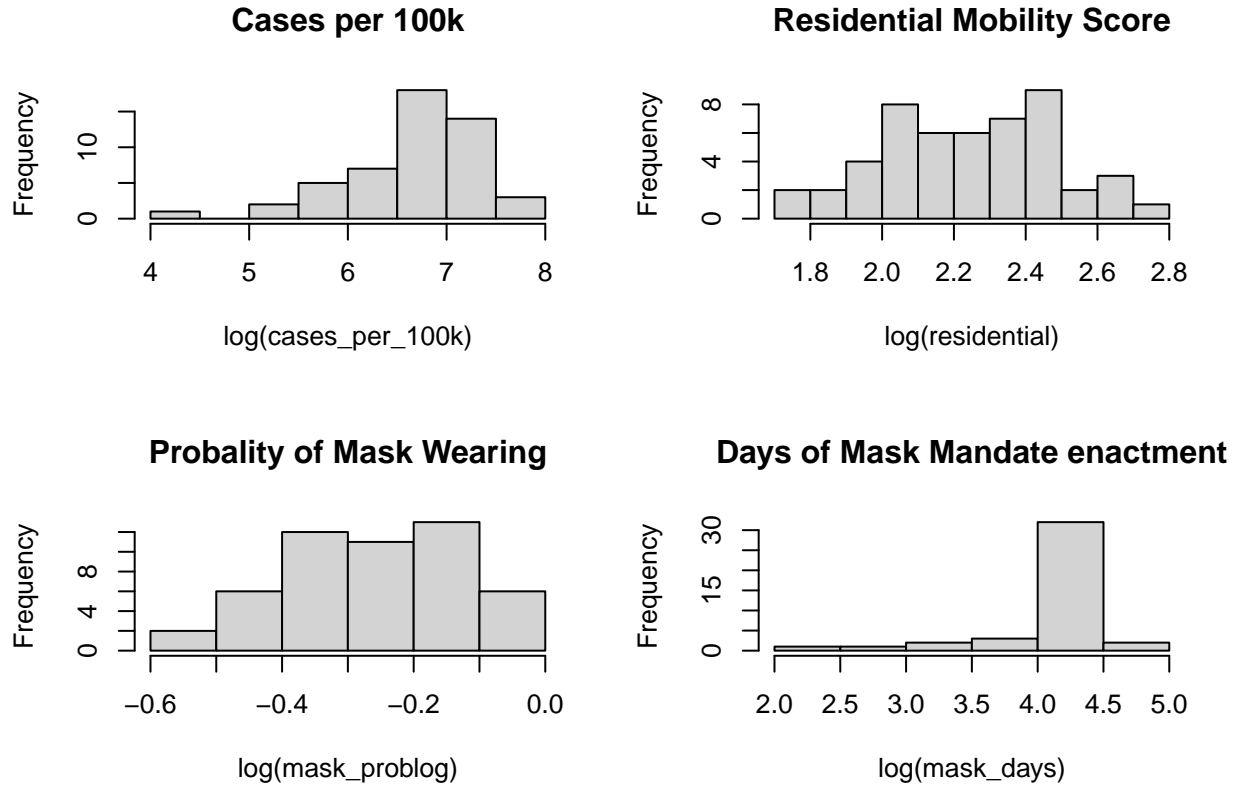 Cases per 100k
Frequency
0
10
4 5 6 7 8
log(cases_per_100k)
Residential Mobility Score
Frequency
0
4
8
1.8 2.0 2.2 2.4 2.6 2.8
log(residential)
Probality of Mask Wearing
Frequency
0
4
8
−0.6 −0.4 −0.2 0.0
log(mask_problog)
Days of Mask Mandate enactment
Frequency
0
15
30
2.0 2.5 3.0 3.5 4.0 4.5 5.0
log(mask_days)